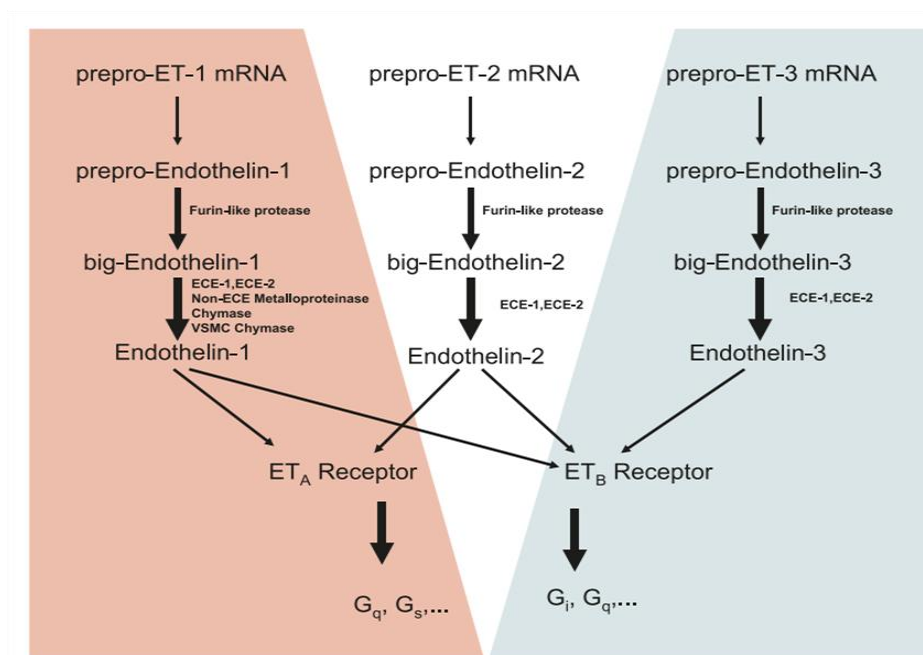 prepro-ET-1 mRNA
prepro-ET-2 mRNA
prepro-ET-3 mRNA
prepro-Endothelin-1
prepro-Endothelin-2
prepro-Endothelin-3
Furin-like protease
Furin-like protease
Furin-like protease
big-Endothelin-1
big-Endothelin-2
big-Endothelin-3
ECE-1,ECE-2
Non-ECE Metalloproteinase
Chymase
VSMC Chymase
ECE-1,ECE-2
ECE-1,ECE-2
Endothelin-1
Endothelin-2
Endothelin-3
ETA Receptor
ETB Receptor
Gq, Gs,...
Gi, Gq,...